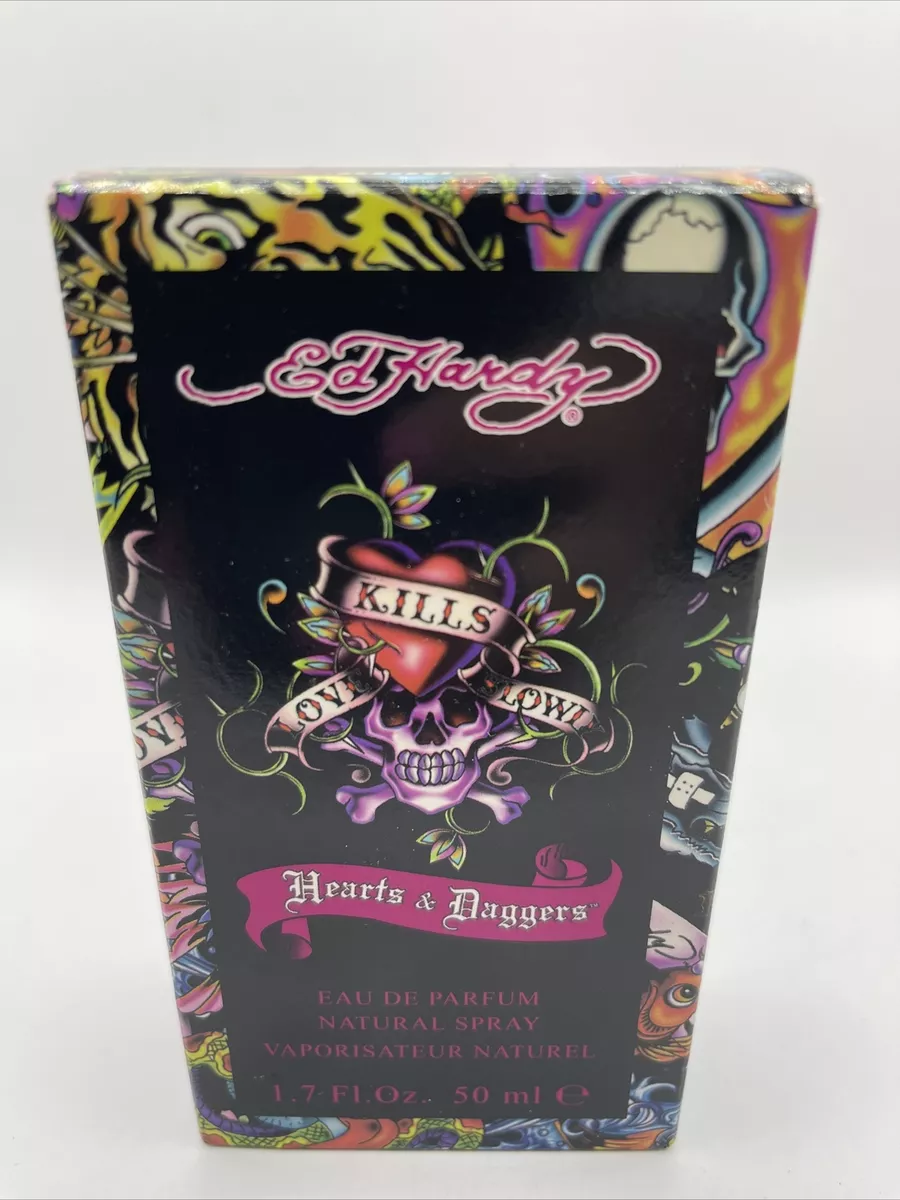 Ed Hardy®
KILLS
LOVE SLOWLY
Hearts & Daggers™
EAU DE PARFUM
NATURAL SPRAY
VAPORISATEUR NATUREL
1.7 Fl.Oz. 50 ml ℮